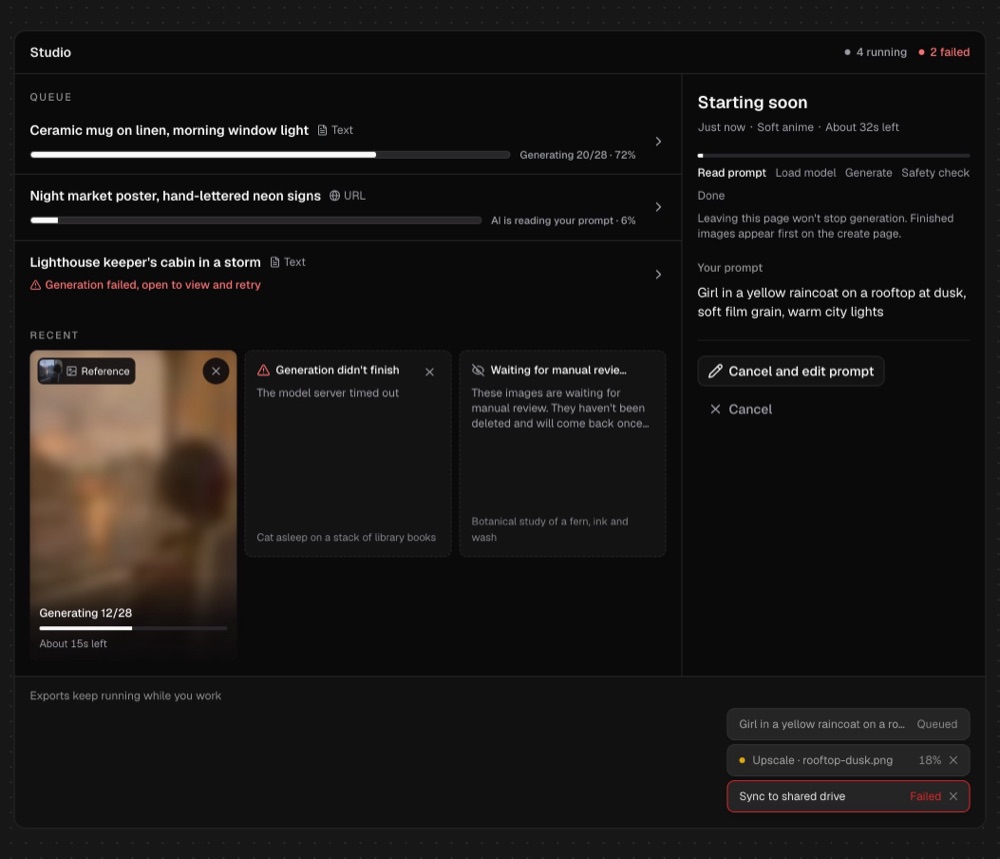 Studio
4 running
2 failed
QUEUE
Ceramic mug on linen, morning window light
Text
Generating 20/28 · 72%
Night market poster, hand-lettered neon signs
URL
AI is reading your prompt · 6%
Lighthouse keeper's cabin in a storm
Text
Generation failed, open to view and retry
RECENT
Reference
Generating 12/28
About 15s left
Generation didn't finish
The model server timed out
Cat asleep on a stack of library books
Waiting for manual revie…
These images are waiting for
manual review. They haven't been
deleted and will come back once…
Botanical study of a fern, ink and
wash
Starting soon
Just now · Soft anime · About 32s left
Read prompt Load model Generate Safety check
Done
Leaving this page won't stop generation. Finished
images appear first on the create page.
Your prompt
Girl in a yellow raincoat on a rooftop at dusk,
soft film grain, warm city lights
Cancel and edit prompt
Cancel
Exports keep running while you work
Girl in a yellow raincoat on a ro… Queued
Upscale · rooftop-dusk.png 18%
Sync to shared drive Failed